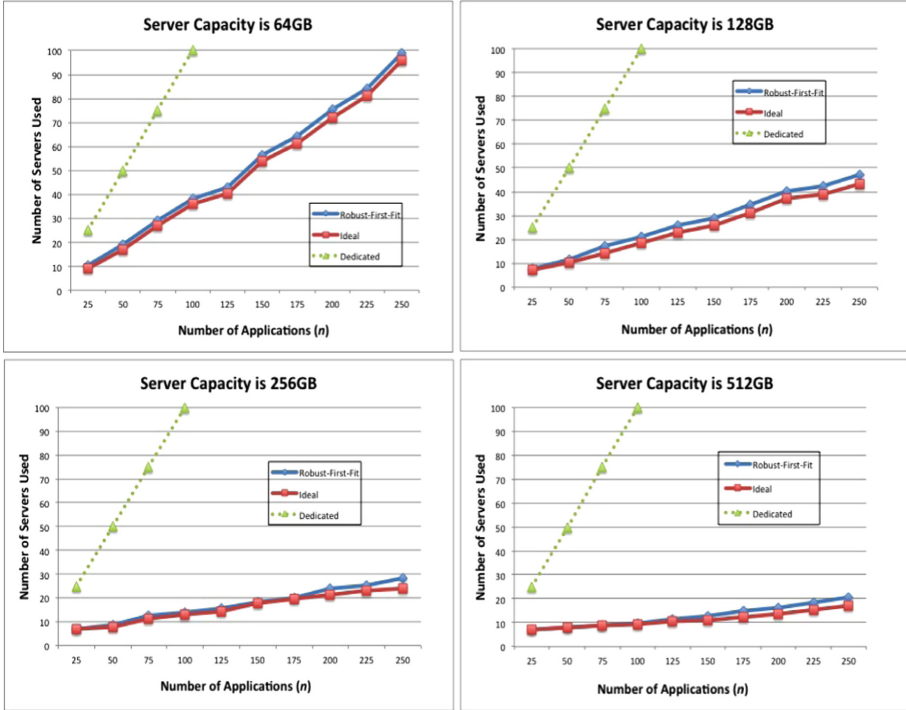 Server Capacity is 64GB
Number of Servers Used
100
90
80
70
60
50
40
30
20
10
0
Robust-First-Fit
Ideal
Dedicated
25 50 75 100 125 150 175 200 225 250
Number of Applications (n)
Server Capacity is 128GB
Number of Servers Used
100
90
80
70
60
50
40
30
20
10
0
Robust-First-Fit
Ideal
Dedicated
25 50 75 100 125 150 175 200 225 250
Number of Applications (n)
Server Capacity is 256GB
Number of Servers Used
100
90
80
70
60
50
40
30
20
10
0
Robust-First-Fit
Ideal
Dedicated
25 50 75 100 125 150 175 200 225 250
Number of Applications (n)
Server Capacity is 512GB
Number of Servers Used
100
90
80
70
60
50
40
30
20
10
0
Robust-First-Fit
Ideal
Dedicated
25 50 75 100 125 150 175 200 225 250
Number of Applications (n)